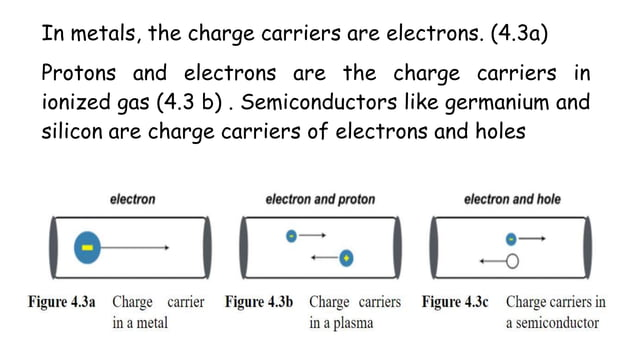 In metals, the charge carriers are electrons. (4.3a)
Protons and electrons are the charge carriers in
ionized gas (4.3 b) . Semiconductors like germanium and
silicon are charge carriers of electrons and holes
electron
electron and proton
electron and hole
Figure 4.3a Charge carrier
in a metal
Figure 4.3b Charge carriers
in a plasma
Figure 4.3c Charge carriers in
a semiconductor